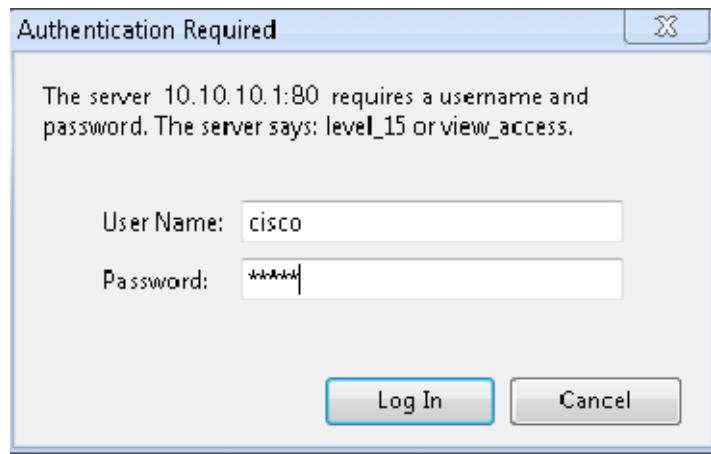 Authentication Required
The server 10.10.10.1:80 requires a username and
password. The server says: level_15 or view_access.
User Name: cisco
Password: *****
Log In Cancel